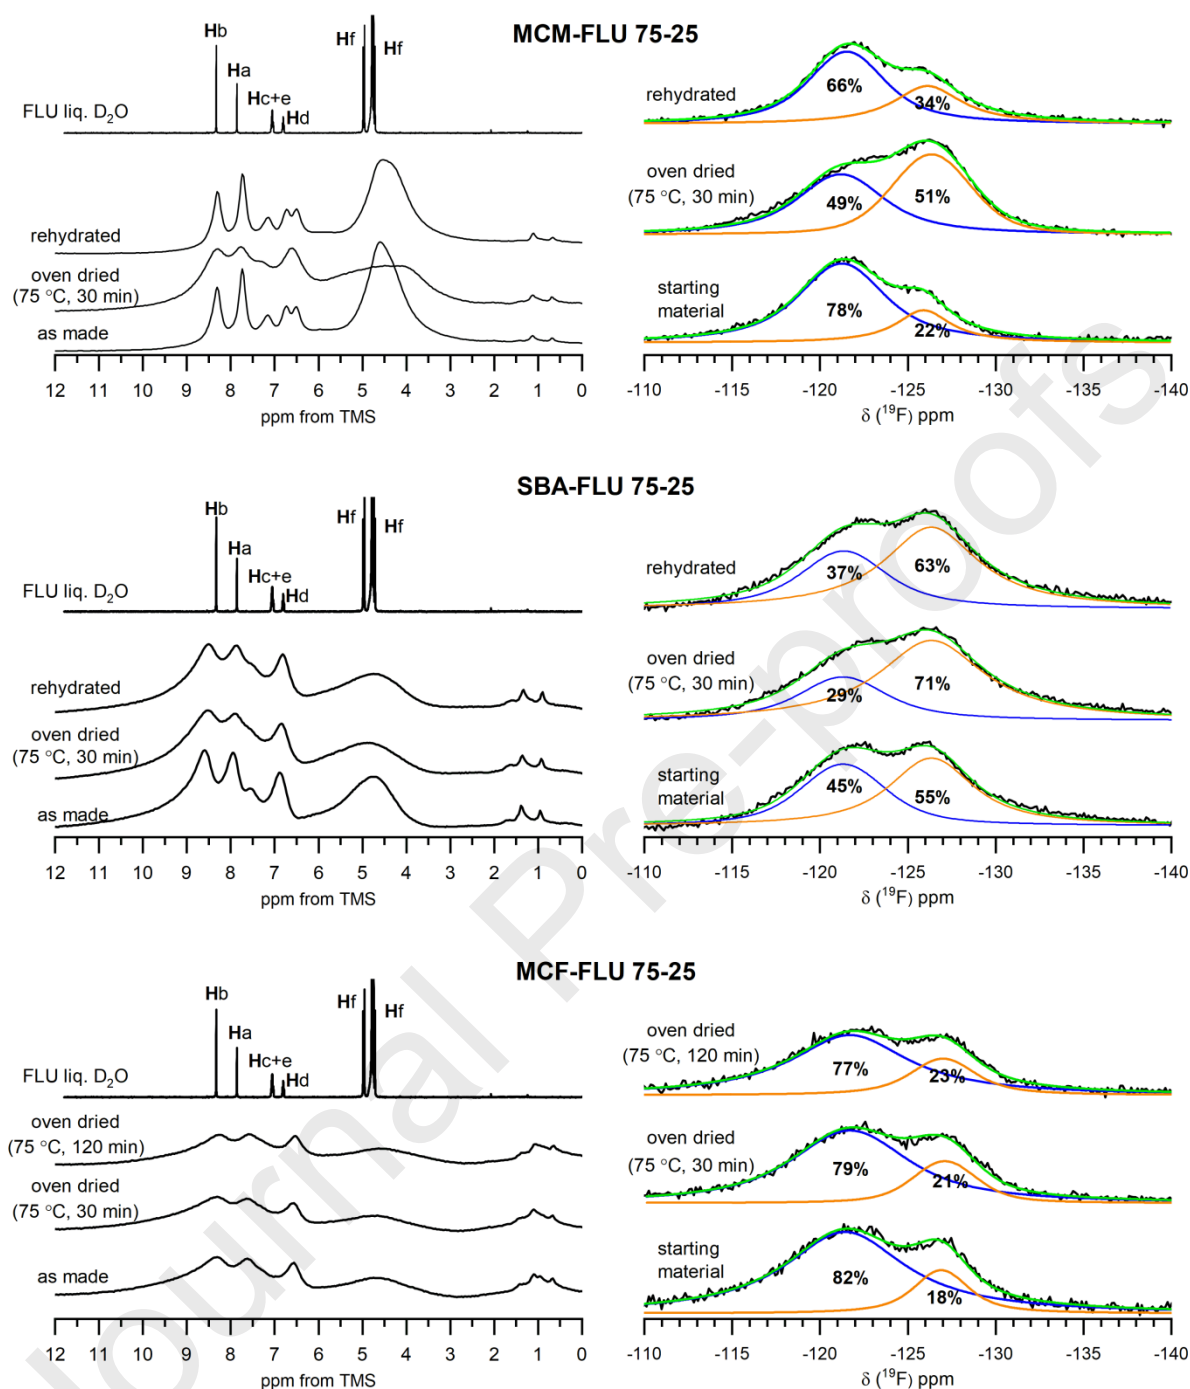 MCM-FLU 75-25
Hb
Ha
Hc+e
Hd
Hf
Hf
FLU liq. D₂O
rehydrated
oven dried
(75 °C, 30 min)
as made
12 11 10 9 8 7 6 5 4 3 2 1 0
ppm from TMS
rehydrated
66%
34%
oven dried
(75 °C, 30 min)
49%
51%
starting
material
78%
22%
-110 -115 -120 -125 -130 -135 -140
δ (¹⁹F) ppm
SBA-FLU 75-25
Hb
Ha
Hc+e
Hd
Hf
Hf
FLU liq. D₂O
rehydrated
oven dried
(75 °C, 30 min)
as made
12 11 10 9 8 7 6 5 4 3 2 1 0
ppm from TMS
rehydrated
37%
63%
oven dried
(75 °C, 30 min)
29%
71%
starting
material
45%
55%
-110 -115 -120 -125 -130 -135 -140
δ (¹⁹F) ppm
MCF-FLU 75-25
Hb
Ha
Hc+e
Hd
Hf
Hf
FLU liq. D₂O
oven dried
(75 °C, 120 min)
oven dried
(75 °C, 30 min)
as made
12 11 10 9 8 7 6 5 4 3 2 1 0
ppm from TMS
oven dried
(75 °C, 120 min)
77%
23%
oven dried
(75 °C, 30 min)
79%
21%
starting
material
82%
18%
-110 -115 -120 -125 -130 -135 -140
δ (¹⁹F) ppm
Journal Pre-proofs